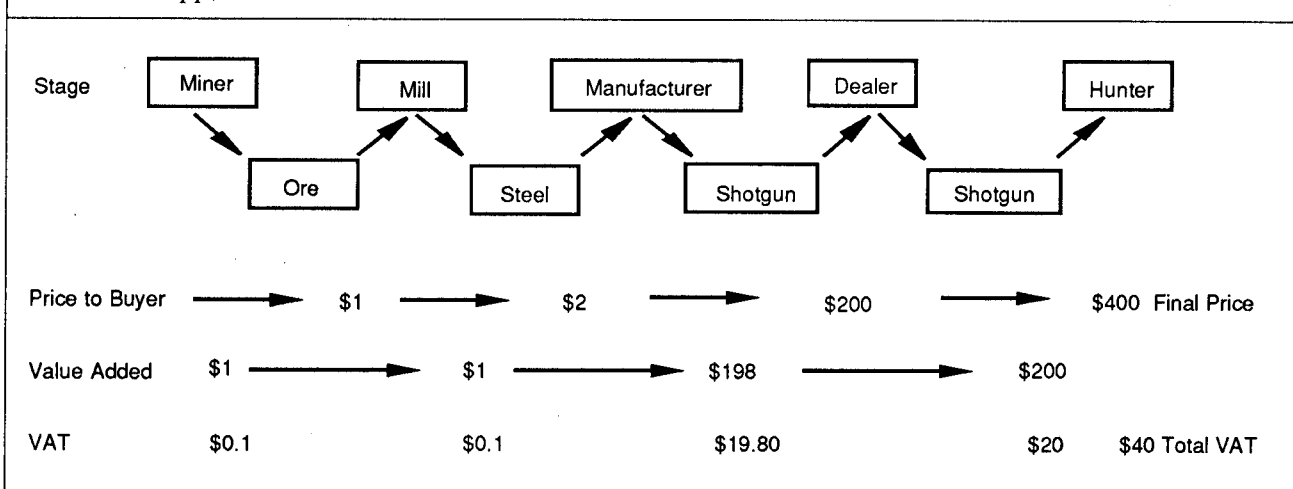 Stage Miner Mill Manufacturer Dealer Hunter
Ore Steel Shotgun Shotgun
Price to Buyer $1 $2 $200 $400 Final Price
Value Added $1 $1 $198 $200
VAT $0.1 $0.1 $19.80 $20 $40 Total VAT